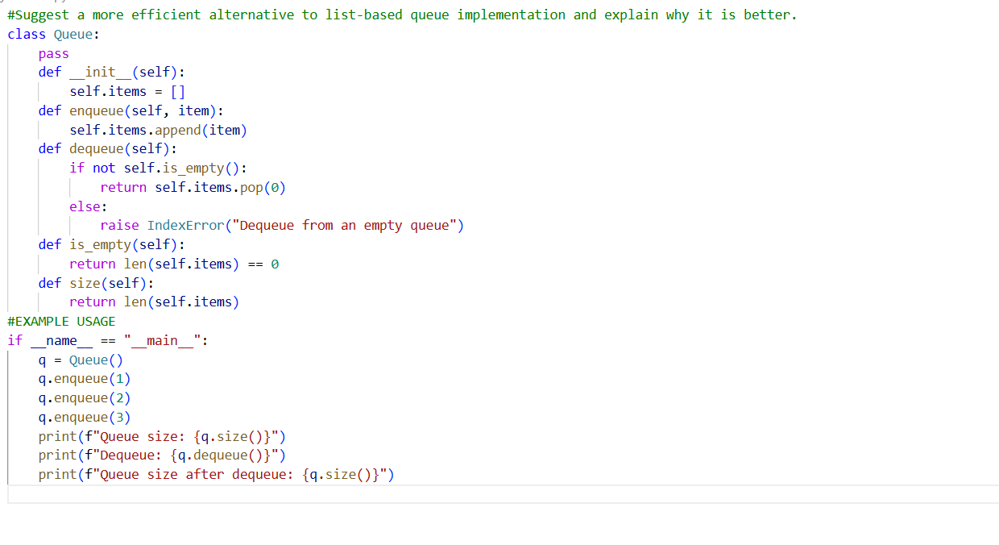 #Suggest a more efficient alternative to list-based queue implementation and explain why it is better.
class Queue:
    pass
    def __init__(self):
        self.items = []
    def enqueue(self, item):
        self.items.append(item)
    def dequeue(self):
        if not self.is_empty():
            return self.items.pop(0)
        else:
            raise IndexError("Dequeue from an empty queue")
    def is_empty(self):
        return len(self.items) == 0
    def size(self):
        return len(self.items)
#EXAMPLE USAGE
if __name__ == "__main__":
    q = Queue()
    q.enqueue(1)
    q.enqueue(2)
    q.enqueue(3)
    print(f"Queue size: {q.size()}")
    print(f"Dequeue: {q.dequeue()}")
    print(f"Queue size after dequeue: {q.size()}")